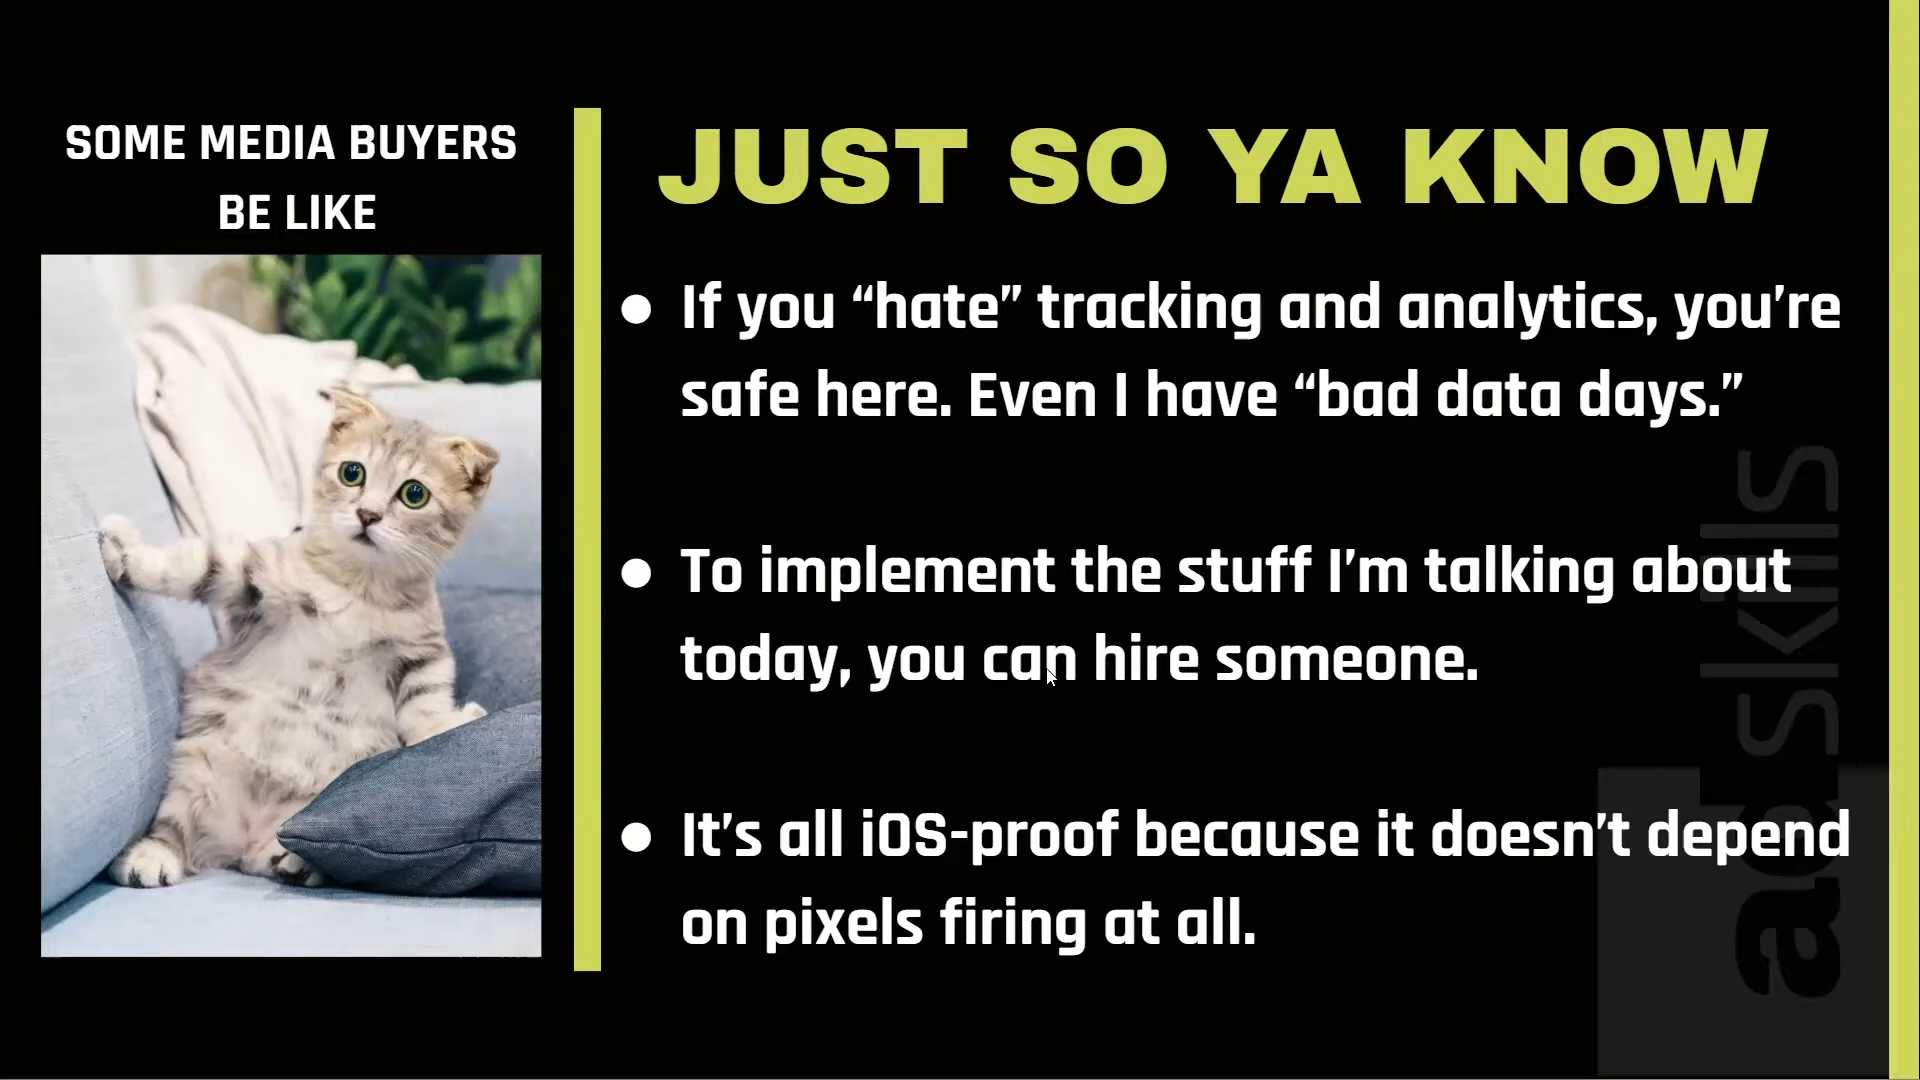 SOME MEDIA BUYERS
BE LIKE
JUST SO YA KNOW
● If you “hate” tracking and analytics, you’re
safe here. Even I have “bad data days.”
● To implement the stuff I’m talking about
today, you can hire someone.
● It’s all iOS-proof because it doesn’t depend
on pixels firing at all.
adskills